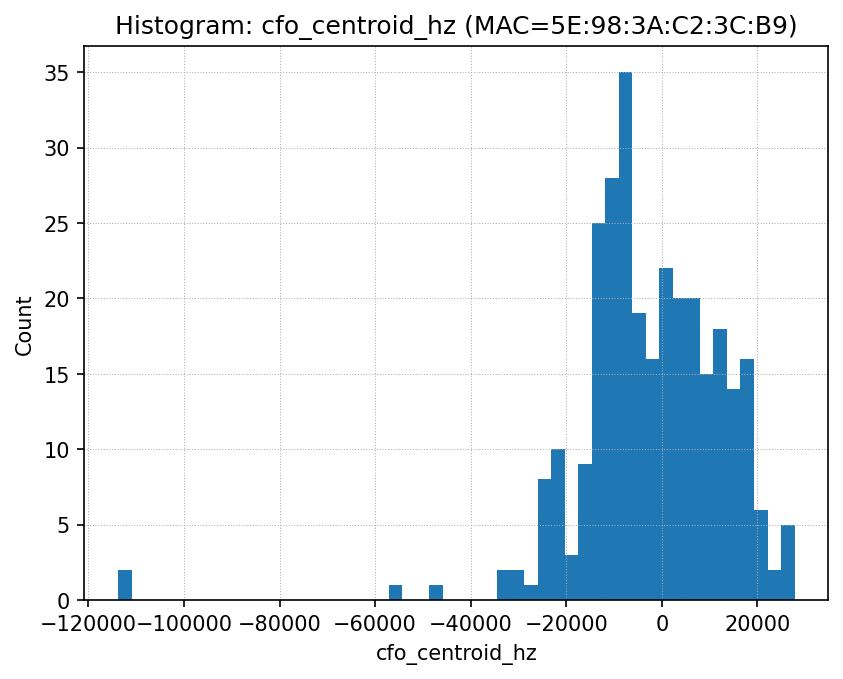 Histogram: cfo_centroid_hz (MAC=5E:98:3A:C2:3C:B9)
35
30
25
20
15
10
5
0
Count
−120000 −100000 −80000 −60000 −40000 −20000 0 20000
cfo_centroid_hz